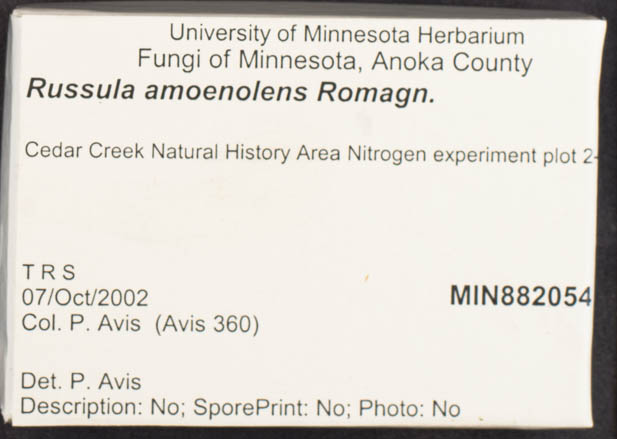 University of Minnesota Herbarium
Fungi of Minnesota, Anoka County
Russula amoenolens Romagn.
Cedar Creek Natural History Area Nitrogen experiment plot 2-
T R S
07/Oct/2002
MIN882054
Col. P. Avis (Avis 360)
Det. P. Avis
Description: No; SporePrint: No; Photo: No